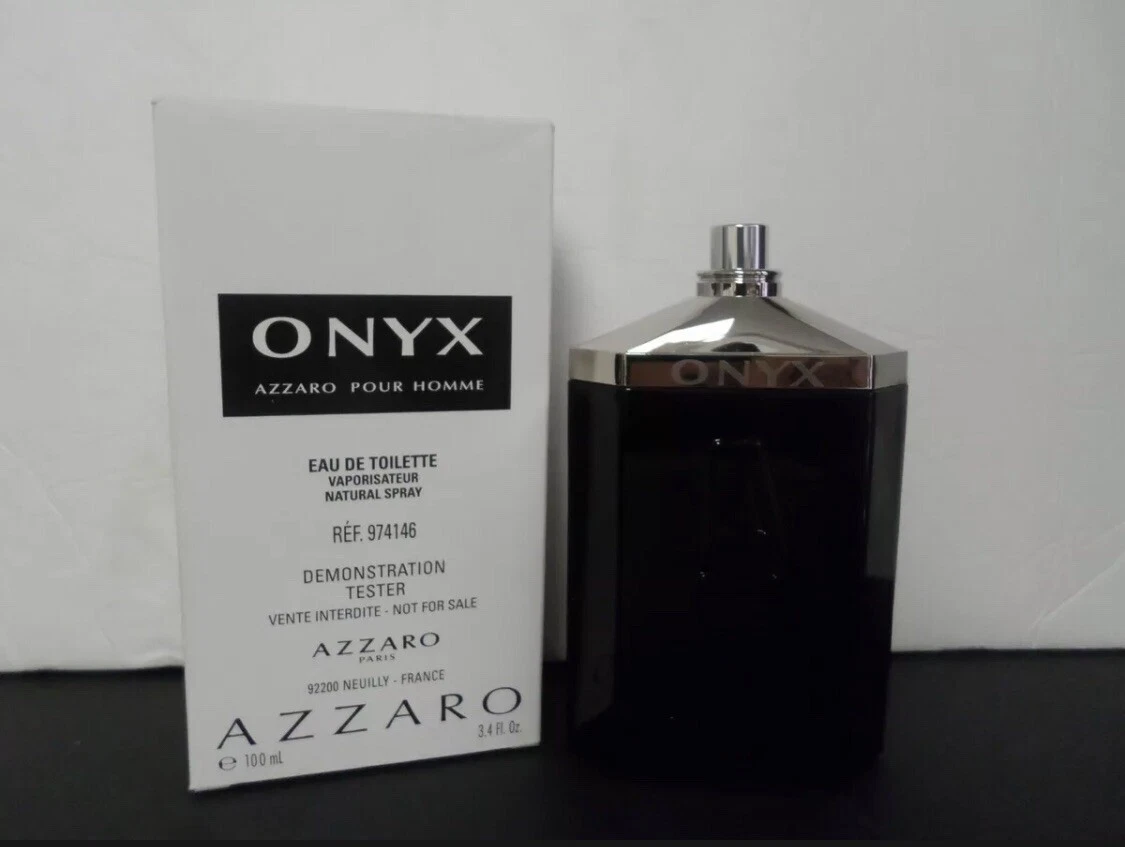 ONYX
AZZARO POUR HOMME
EAU DE TOILETTE
VAPORISATEUR
NATURAL SPRAY
RÉF. 974146
DEMONSTRATION
TESTER
VENTE INTERDITE - NOT FOR SALE
AZZARO
PARIS
92200 NEUILLY - FRANCE
AZZARO
℮ 100 mL 3.4 Fl. Oz.
ONYX